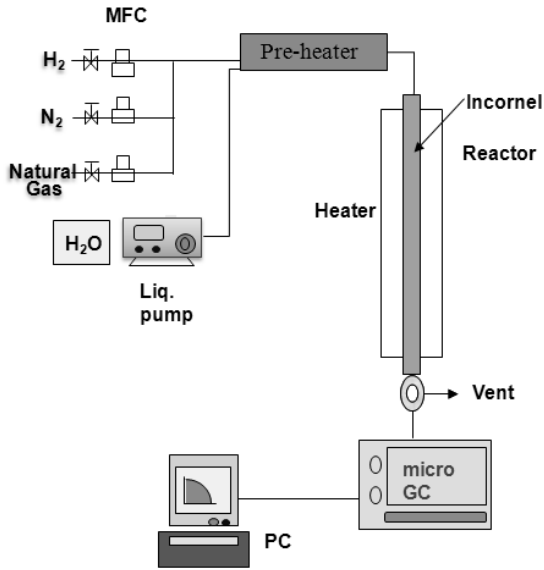 MFC
H₂
Pre-heater
N₂
Incornel
Reactor
Natural
Gas
Heater
H₂O
Liq.
pump
Vent
micro
GC
PC